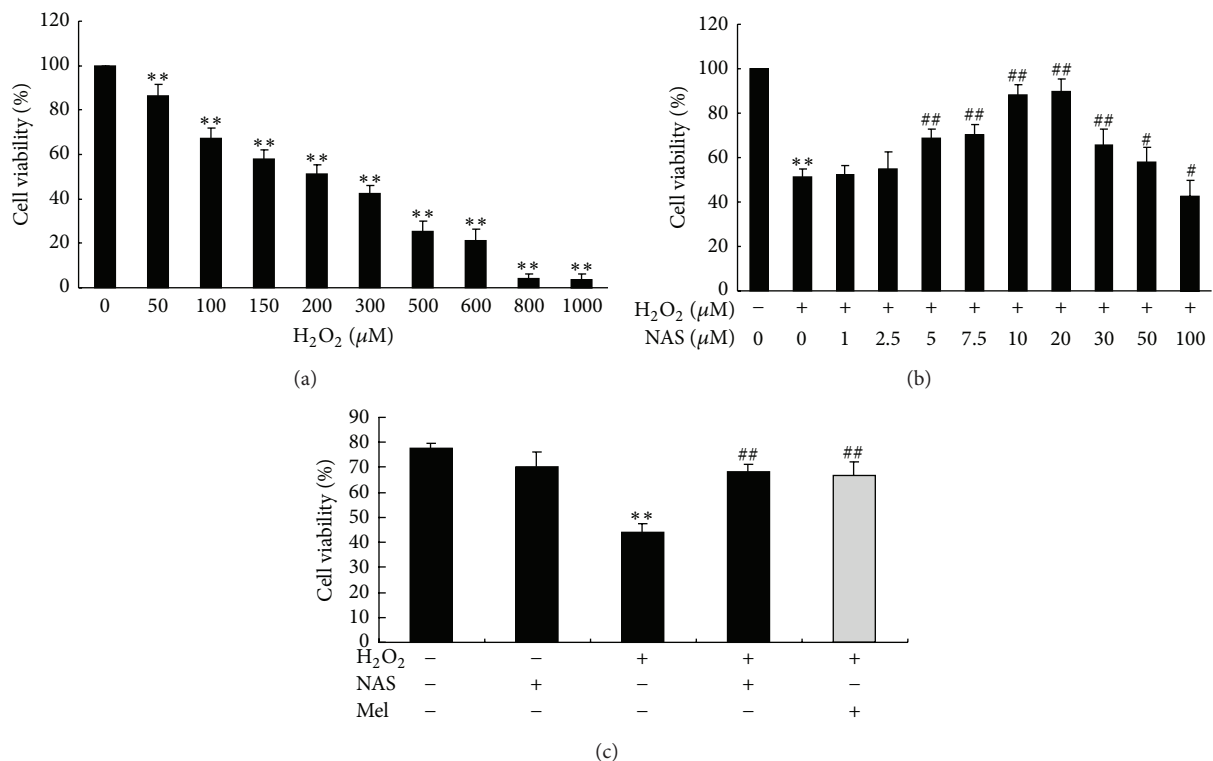 120
100
80
60
40
20
0
Cell viability (%)
** ** ** ** ** ** ** ** **
0 50 100 150 200 300 500 600 800 1000
H₂O₂ (μM)
(a)
120
100
80
60
40
20
0
Cell viability (%)
** ## ## ## ## ## # #
H₂O₂ (μM) − + + + + + + + + + +
NAS (μM) 0 0 1 2.5 5 7.5 10 20 30 50 100
(b)
90
80
70
60
50
40
30
20
10
0
Cell viability (%)
** ## ##
H₂O₂ − − + + +
NAS − + − + −
Mel − − − − +
(c)